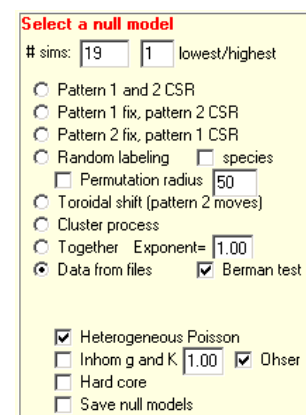 Select a null model
# sims: 19 1 lowest/highest
Pattern 1 and 2 CSR
Pattern 1 fix, pattern 2 CSR
Pattern 2 fix, pattern 1 CSR
Random labeling species
Permutation radius 50
Toroidal shift (pattern 2 moves)
Cluster process
Together Exponent= 1.00
Data from files Berman test
Heterogeneous Poisson
Inhom g and K 1.00 Ohser
Hard core
Save null models